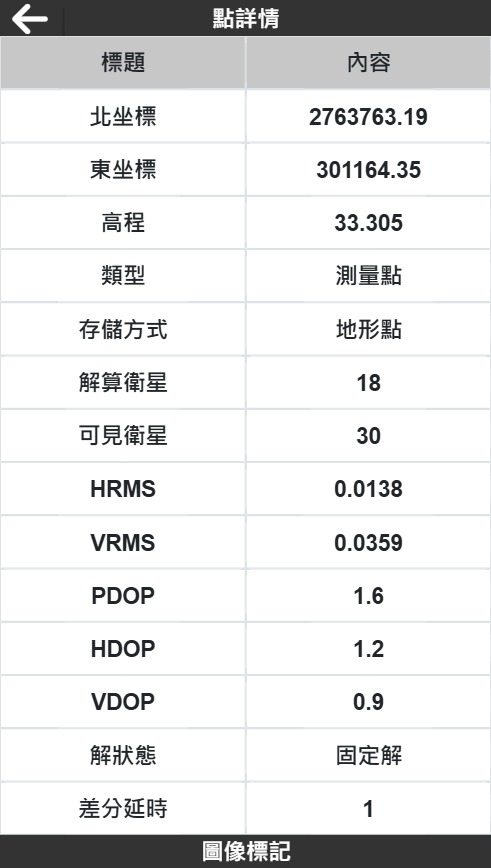 點詳情
標題 內容
北坐標 2763763.19
東坐標 301164.35
高程 33.305
類型 測量點
存儲方式 地形點
解算衛星 18
可見衛星 30
HRMS 0.0138
VRMS 0.0359
PDOP 1.6
HDOP 1.2
VDOP 0.9
解狀態 固定解
差分延時 1
圖像標記